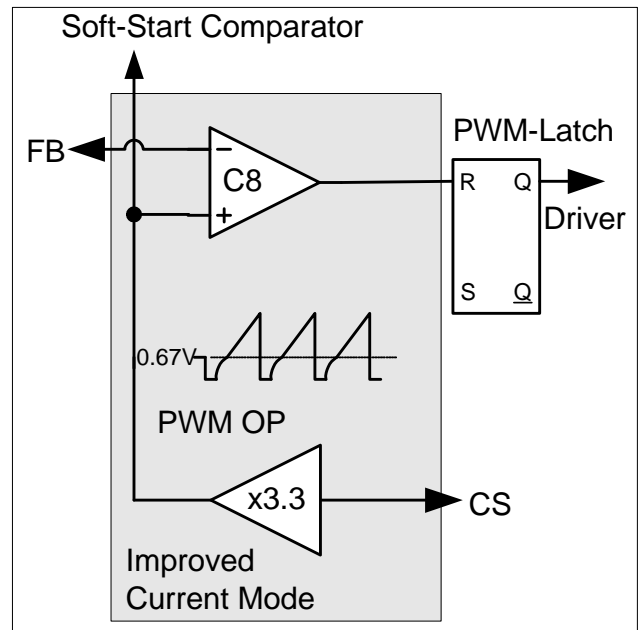 Soft-Start Comparator
FB
−
C8
+
PWM-Latch
R Q
Driver
S Q
0.67V
PWM OP
x3.3
CS
Improved
Current Mode